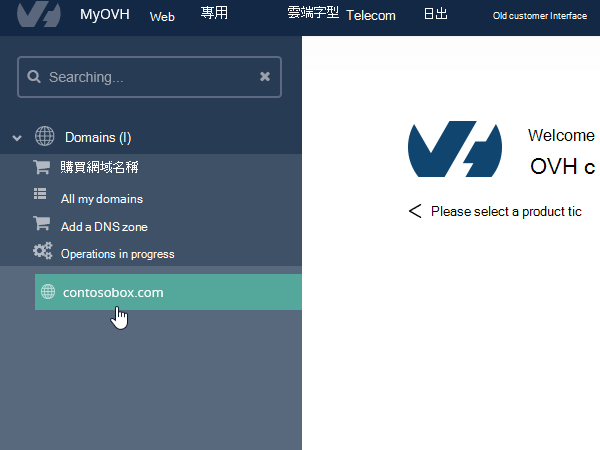 MyOVH Web 專用 雲端字型 Telecom 日出 Old customer Interface
Searching...
Domains (I)
購買網域名稱
All my domains
Add a DNS zone
Operations in progress
contosobox.com
Welcome
OVH c
Please select a product tic